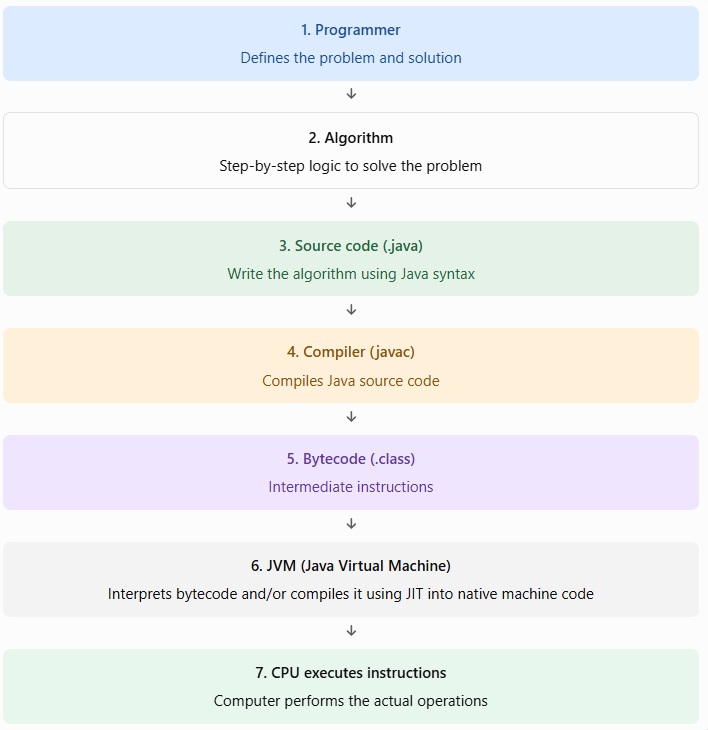 1. Programmer
Defines the problem and solution
↓
2. Algorithm
Step-by-step logic to solve the problem
↓
3. Source code (.java)
Write the algorithm using Java syntax
↓
4. Compiler (javac)
Compiles Java source code
↓
5. Bytecode (.class)
Intermediate instructions
↓
6. JVM (Java Virtual Machine)
Interprets bytecode and/or compiles it using JIT into native machine code
↓
7. CPU executes instructions
Computer performs the actual operations